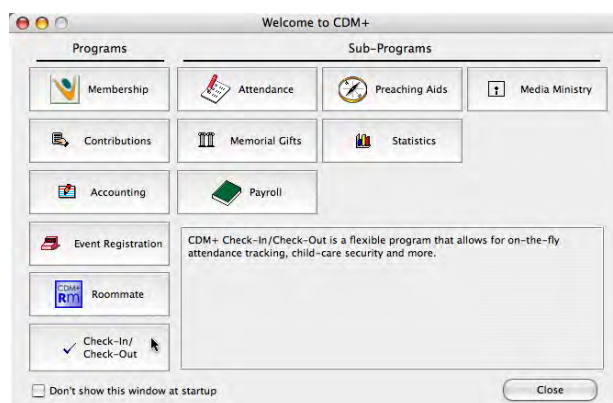 Welcome to CDM+
Programs
Sub-Programs
Membership
Attendance
Preaching Aids
Media Ministry
Contributions
Memorial Gifts
Statistics
Accounting
Payroll
Event Registration
CDM+ Check-In/Check-Out is a flexible program that allows for on-the-fly
attendance tracking, child-care security and more.
CDM+
Rm
Roommate
Check-In/
Check-Out
Don't show this window at startup
Close